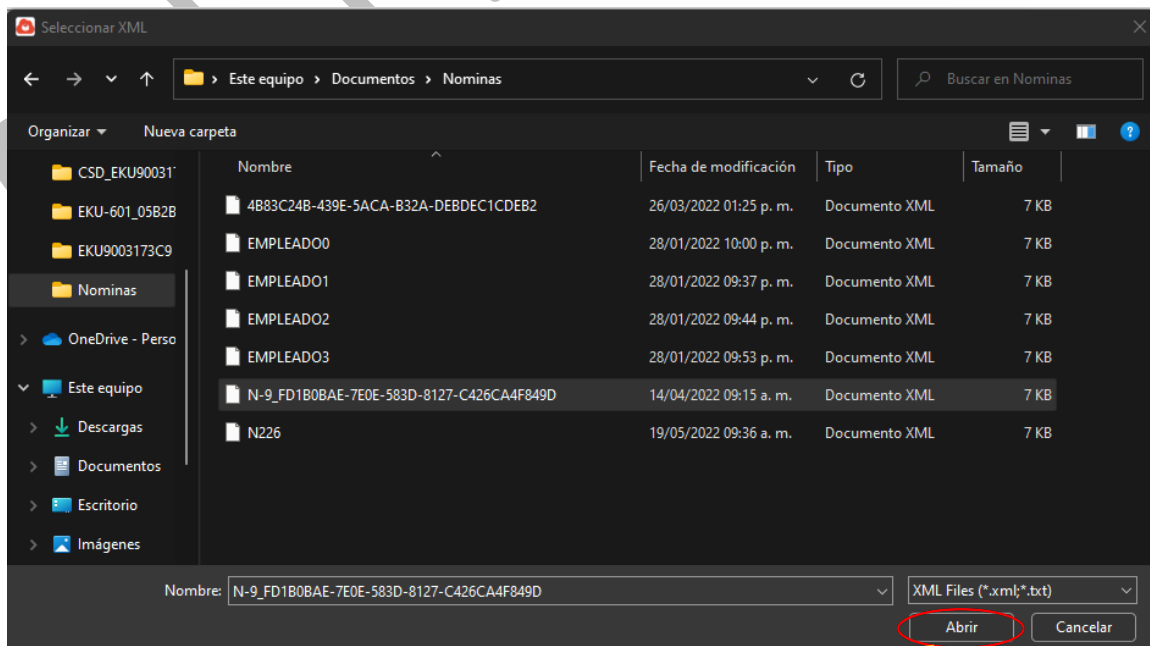 Seleccionar XML
Este equipo > Documentos > Nominas
Buscar en Nominas
Organizar
Nueva carpeta
Nombre Fecha de modificación Tipo Tamaño
4B83C24B-439E-5ACA-B32A-DEBDEC1CDEB2 26/03/2022 01:25 p. m. Documento XML 7 KB
EMPLEADO0 28/01/2022 10:00 p. m. Documento XML 7 KB
EMPLEADO1 28/01/2022 09:37 p. m. Documento XML 7 KB
EMPLEADO2 28/01/2022 09:44 p. m. Documento XML 7 KB
EMPLEADO3 28/01/2022 09:53 p. m. Documento XML 7 KB
N-9_FD1B0BAE-7E0E-583D-8127-C426CA4F849D 14/04/2022 09:15 a. m. Documento XML 7 KB
N226 19/05/2022 09:36 a. m. Documento XML 7 KB
CSD_EKU90031
EKU-601_05B2B
EKU9003173C9
Nominas
OneDrive - Perso
Este equipo
Descargas
Documentos
Escritorio
Imágenes
Nombre: N-9_FD1B0BAE-7E0E-583D-8127-C426CA4F849D
XML Files (*.xml;*.txt)
Abrir
Cancelar